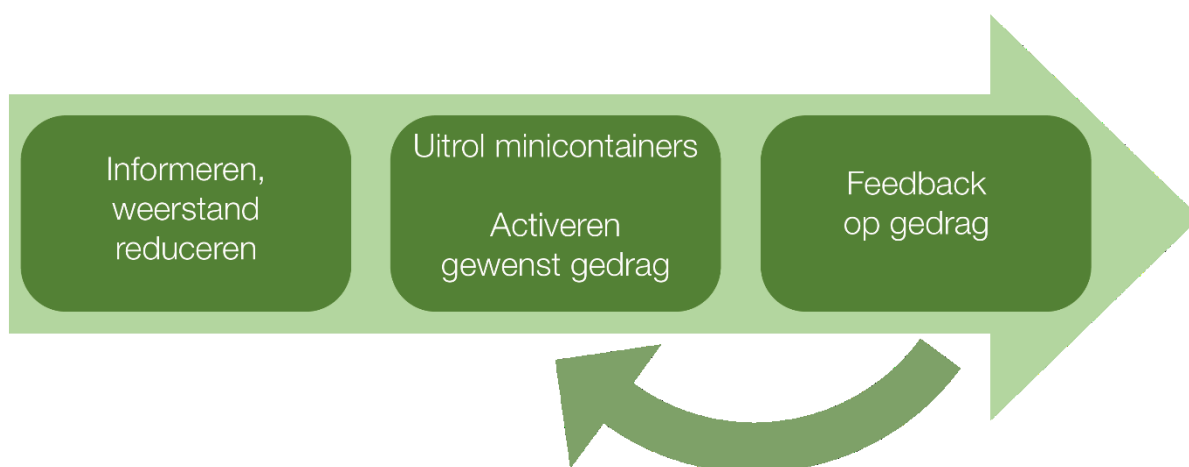 Informeren,
weerstand
reduceren
Uitrol minicontainers
Activeren
gewenst gedrag
Feedback
op gedrag